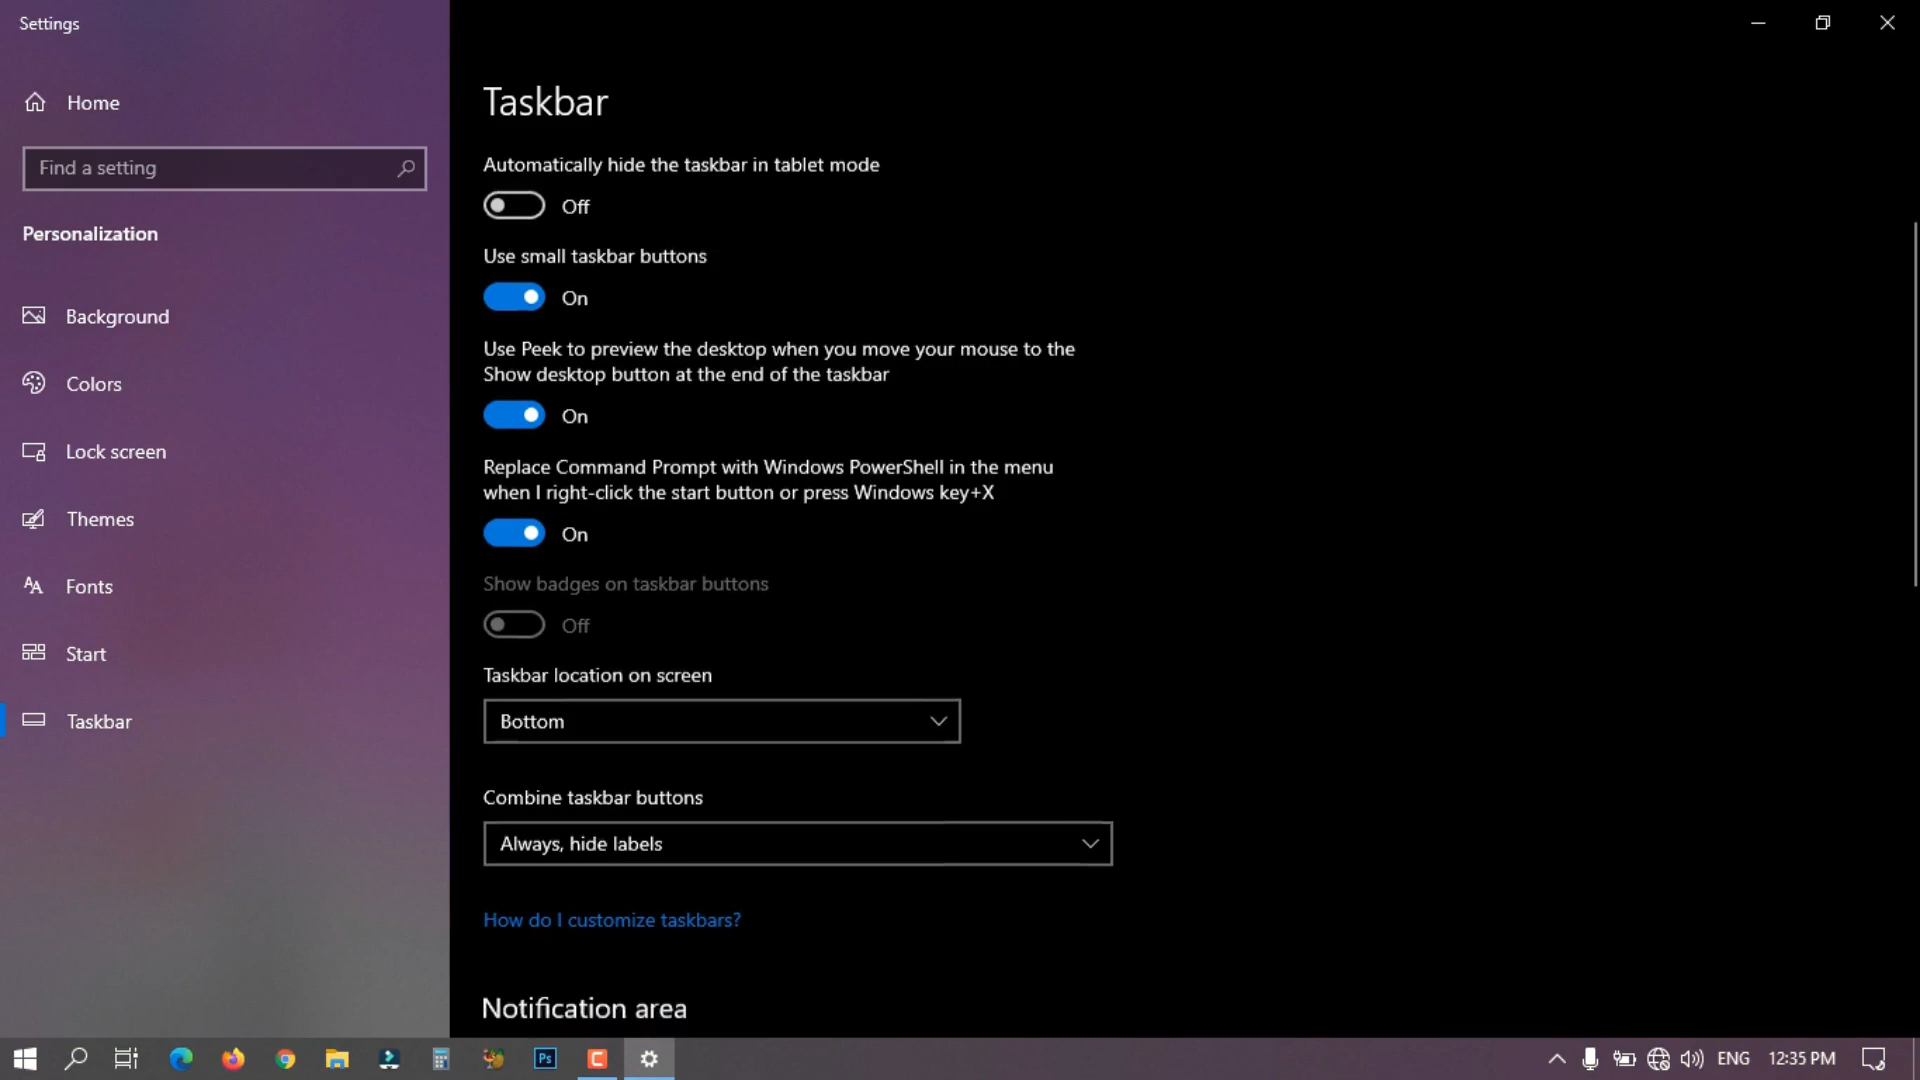 Settings
Home
Find a setting
Personalization
Background
Colors
Lock screen
Themes
Fonts
Start
Taskbar
Taskbar
Automatically hide the taskbar in tablet mode
Off
Use small taskbar buttons
On
Use Peek to preview the desktop when you move your mouse to the
Show desktop button at the end of the taskbar
On
Replace Command Prompt with Windows PowerShell in the menu
when I right-click the start button or press Windows key+X
On
Show badges on taskbar buttons
Off
Taskbar location on screen
Bottom
Combine taskbar buttons
Always, hide labels
How do I customize taskbars?
Notification area
Ps
C
ENG
12:35 PM